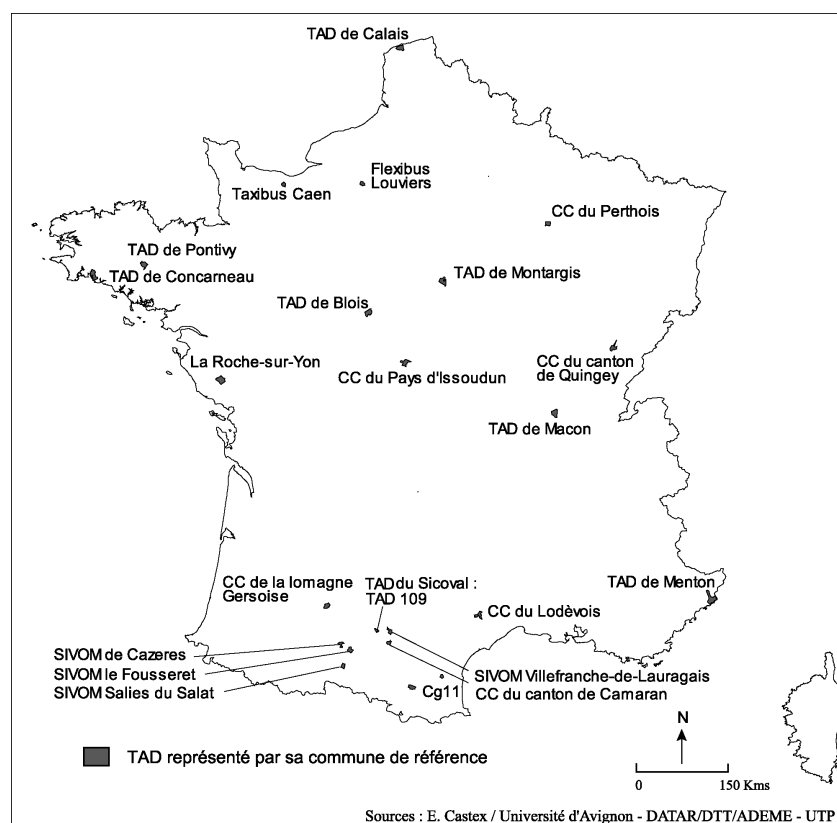 TAD de Calais
Flexibus
Louviers
Taxibus Caen
CC du Perthois
TAD de Pontivy
TAD de Concarneau
TAD de Montargis
TAD de Blois
La Roche-sur-Yon
CC du Pays d'Issoudun
CC du canton
de Quingey
TAD de Macon
CC de la lomagne
Gersoise
TAD du Sicoval :
TAD 109
TAD de Menton
CC du Lodèvois
SIVOM de Cazeres
SIVOM le Fousseret
SIVOM Salies du Salat
SIVOM Villefranche-de-Lauragais
CC du canton de Camaran
Cg11
N
TAD représenté par sa commune de référence
0 150 Kms
Sources : E. Castex / Université d'Avignon - DATAR/DTT/ADEME - UTP